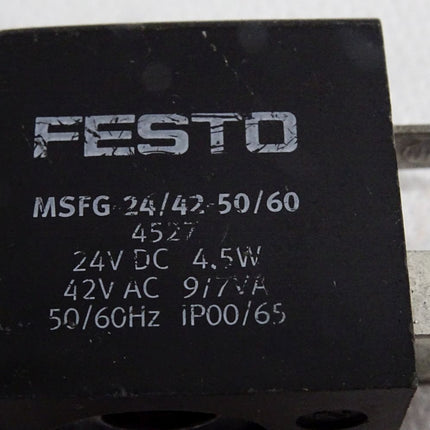 FESTO
MSFG-24/42-50/60
4527
24V DC 4.5W
42V AC 9/7VA
50/60Hz IP00/65